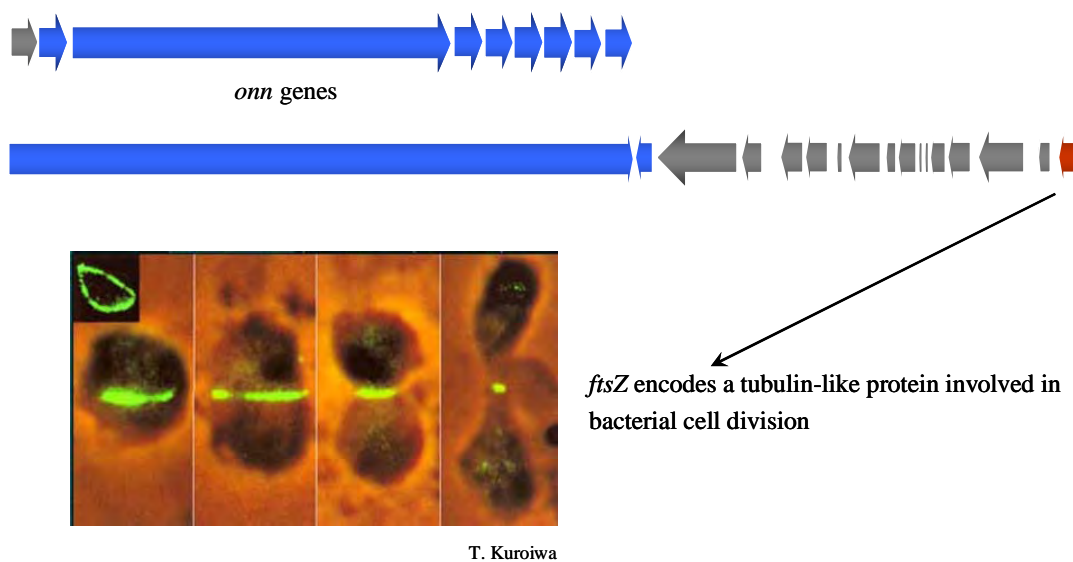 onn genes
ftsZ encodes a tubulin-like protein involved in
bacterial cell division
T. Kuroiwa